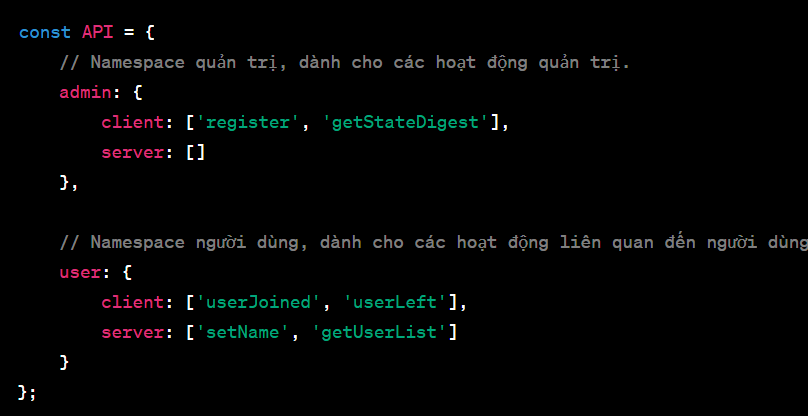 const API = {
    // Namespace quản trị, dành cho các hoạt động quản trị.
    admin: {
        client: ['register', 'getStateDigest'],
        server: []
    },
    // Namespace người dùng, dành cho các hoạt động liên quan đến người dùng
    user: {
        client: ['userJoined', 'userLeft'],
        server: ['setName', 'getUserList']
    }
};